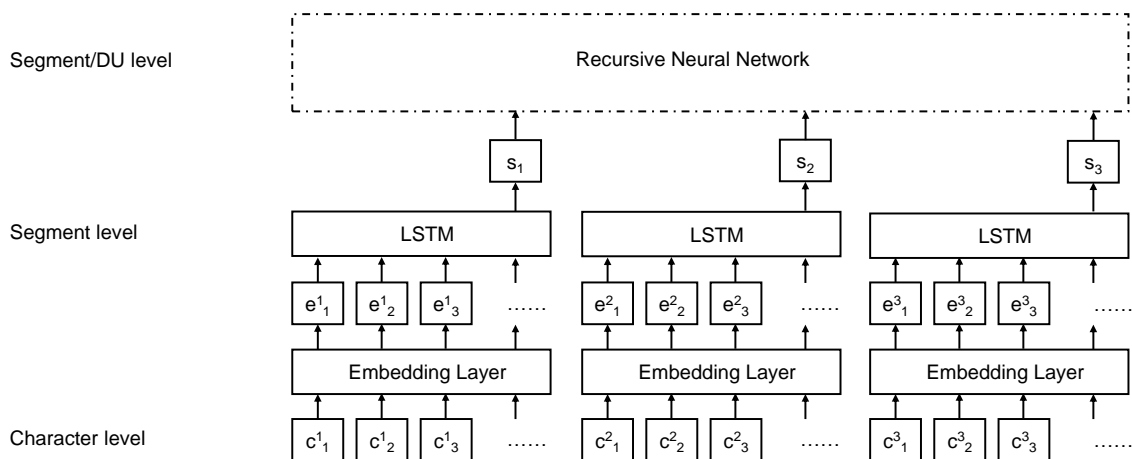 Segment/DU level Recursive Neural Network
s₁ s₂ s₃
Segment level LSTM LSTM LSTM
e¹₁ e¹₂ e¹₃ ...... e²₁ e²₂ e²₃ ...... e³₁ e³₂ e³₃ ......
Embedding Layer Embedding Layer Embedding Layer
Character level c¹₁ c¹₂ c¹₃ ...... c²₁ c²₂ c²₃ ...... c³₁ c³₂ c³₃ ......